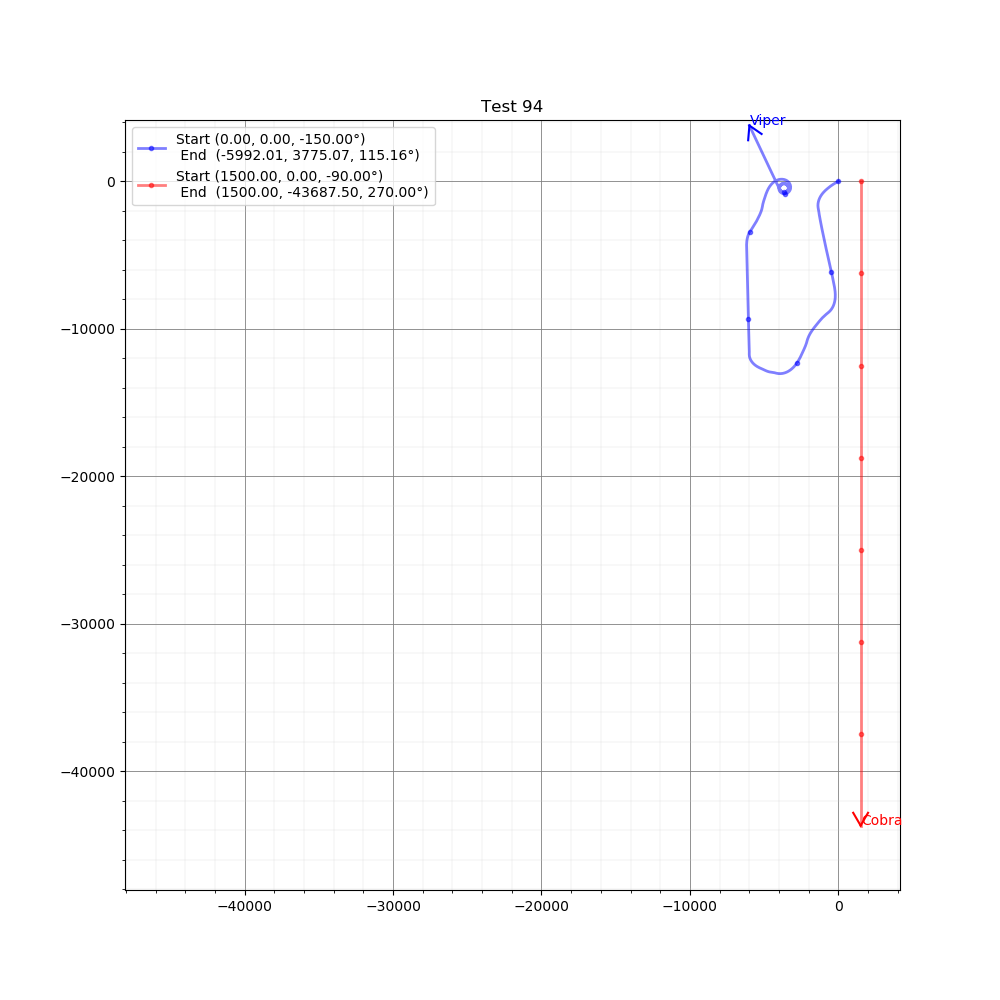 Test 94
Start (0.00, 0.00, -150.00°)
End (-5992.01, 3775.07, 115.16°)
Start (1500.00, 0.00, -90.00°)
End (1500.00, -43687.50, 270.00°)
Viper
0
−10000
−20000
−30000
−40000
Cobra
−40000 −30000 −20000 −10000 0